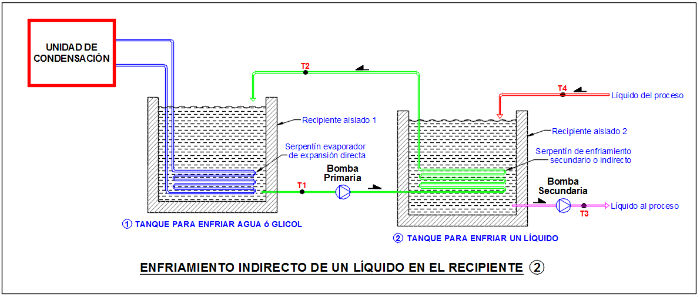 UNIDAD DE
CONDENSACIÓN
T2
T4
Líquido del proceso
Recipiente aislado 1
Recipiente aislado 2
Serpentín evaporador
de expansión directa
Serpentín de enfriamiento
secundario o indirecto
Bomba
Primaria
T1
Bomba
Secundaria
T3
Líquido al proceso
1 TANQUE PARA ENFRIAR AGUA ó GLICOL
2 TANQUE PARA ENFRIAR UN LÍQUIDO
ENFRIAMIENTO INDIRECTO DE UN LÍQUIDO EN EL RECIPIENTE 2